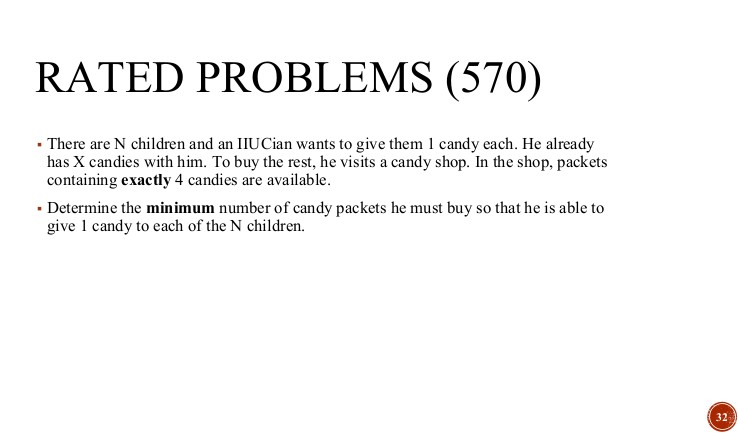 RATED PROBLEMS (570)
▪ There are N children and an IIUCian wants to give them 1 candy each. He already
has X candies with him. To buy the rest, he visits a candy shop. In the shop, packets
containing exactly 4 candies are available.
▪ Determine the minimum number of candy packets he must buy so that he is able to
give 1 candy to each of the N children.
32